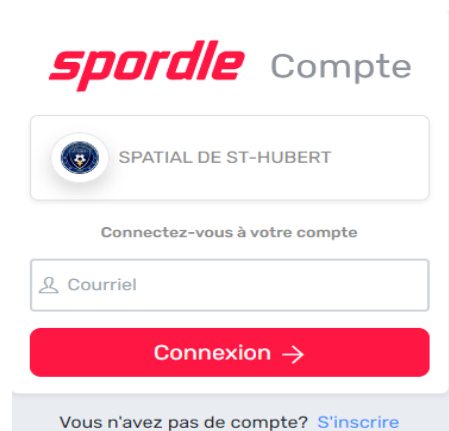 spordle Compte
SPATIAL DE ST-HUBERT
Connectez-vous à votre compte
Courriel
Connexion →
Vous n'avez pas de compte? S'inscrire